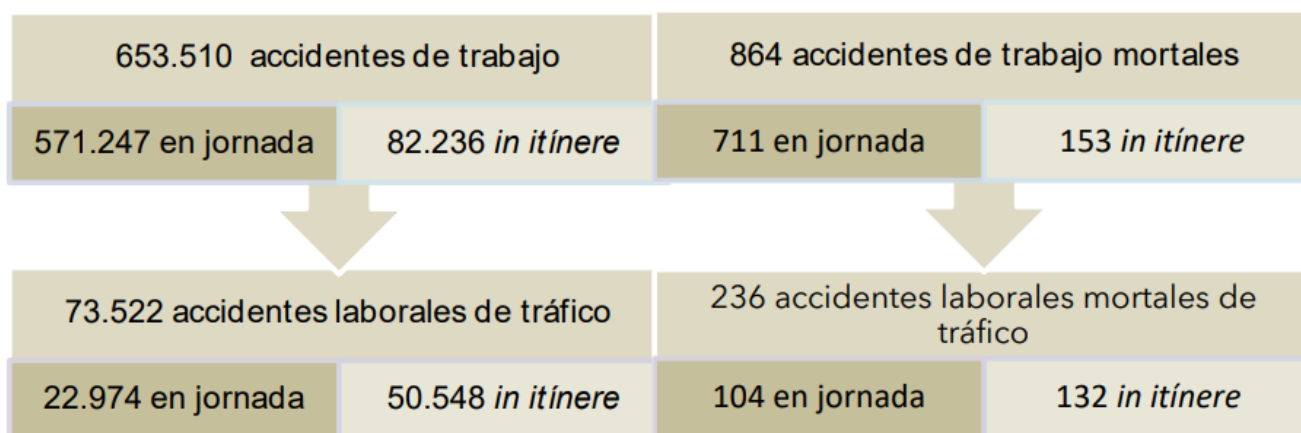 653.510 accidentes de trabajo
864 accidentes de trabajo mortales
571.247 en jornada
82.236 in itínere
711 en jornada
153 in itínere
73.522 accidentes laborales de tráfico
236 accidentes laborales mortales de
tráfico
22.974 en jornada
50.548 in itínere
104 en jornada
132 in itínere